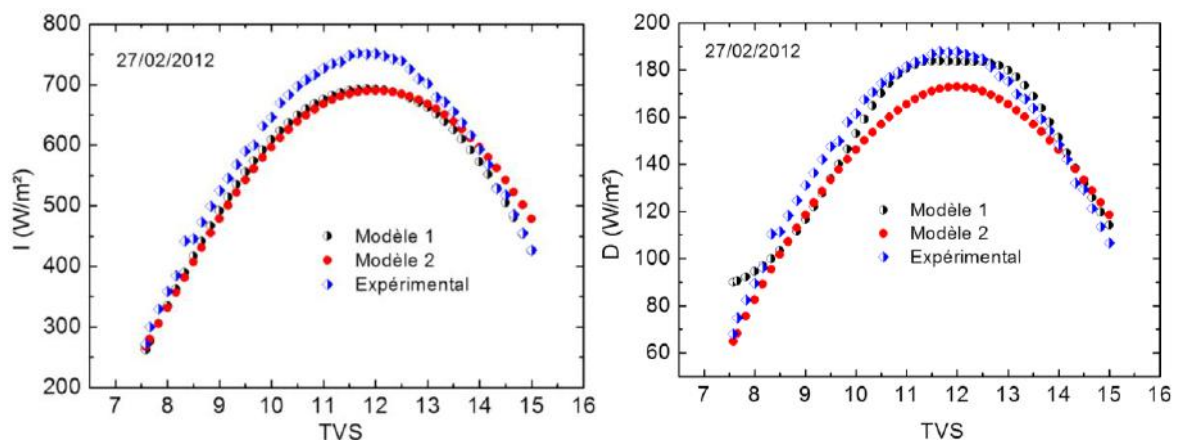 27/02/2012
I (W/m²)
800
750
700
600
500
400
300
200
Modèle 1
Modèle 2
Expérimental
7 8 9 10 11 12 13 14 15 16
TVS
27/02/2012
D (W/m²)
200
180
160
140
120
100
80
60
Modèle 1
Modèle 2
Expérimental
7 8 9 10 11 12 13 14 15 16
TVS